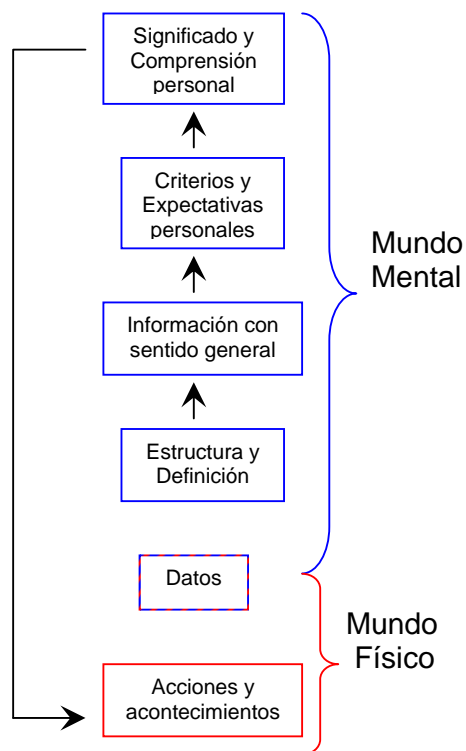 Significado y
Comprensión
personal
Criterios y
Expectativas
personales
Mundo
Mental
Información con
sentido general
Estructura y
Definición
Datos
Mundo
Físico
Acciones y
acontecimientos